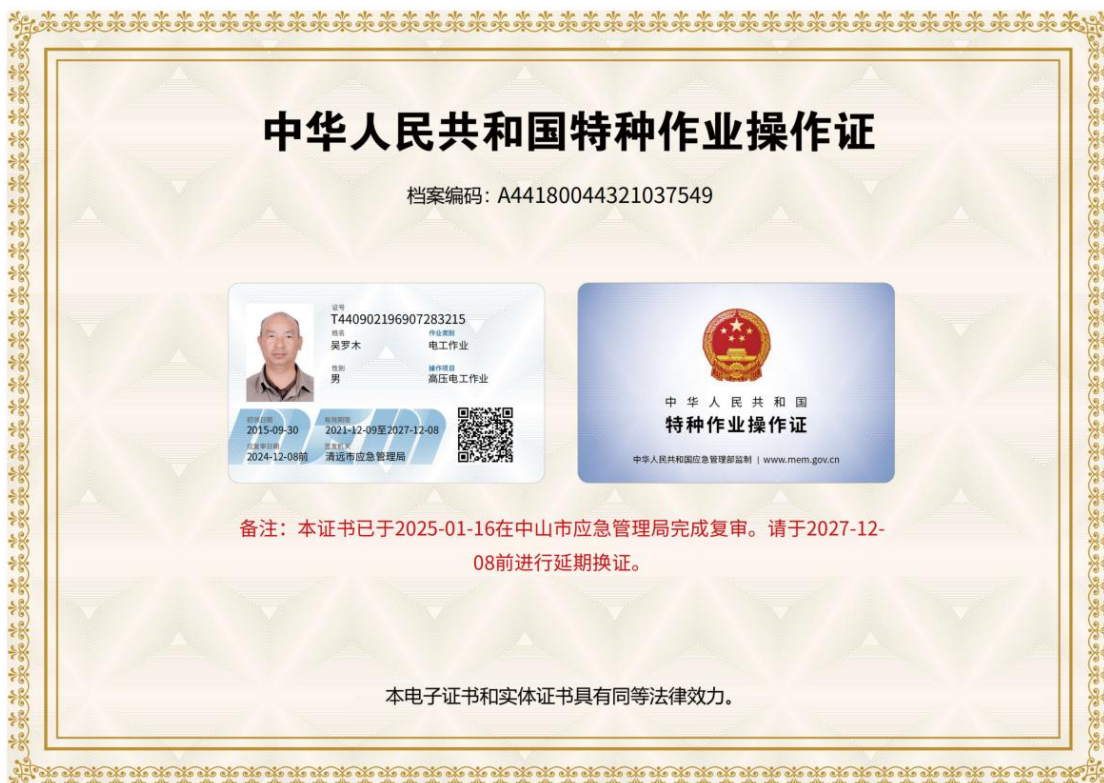 中华人民共和国特种作业操作证
档案编码：A44180044321037549
证号
T440902196907283215
姓名
作业类别
吴罗木
电工作业
性别
操作项目
男
高压电工作业
初领日期
有效期限
2015-09-30
2021-12-09至2027-12-08
应复审日期
签发机关
2024-12-08前
清远市应急管理局
中华人民共和国
特种作业操作证
中华人民共和国应急管理部监制 | www.mem.gov.cn
备注：本证书已于2025-01-16在中山市应急管理局完成复审。请于2027-12-
08前进行延期换证。
本电子证书和实体证书具有同等法律效力。